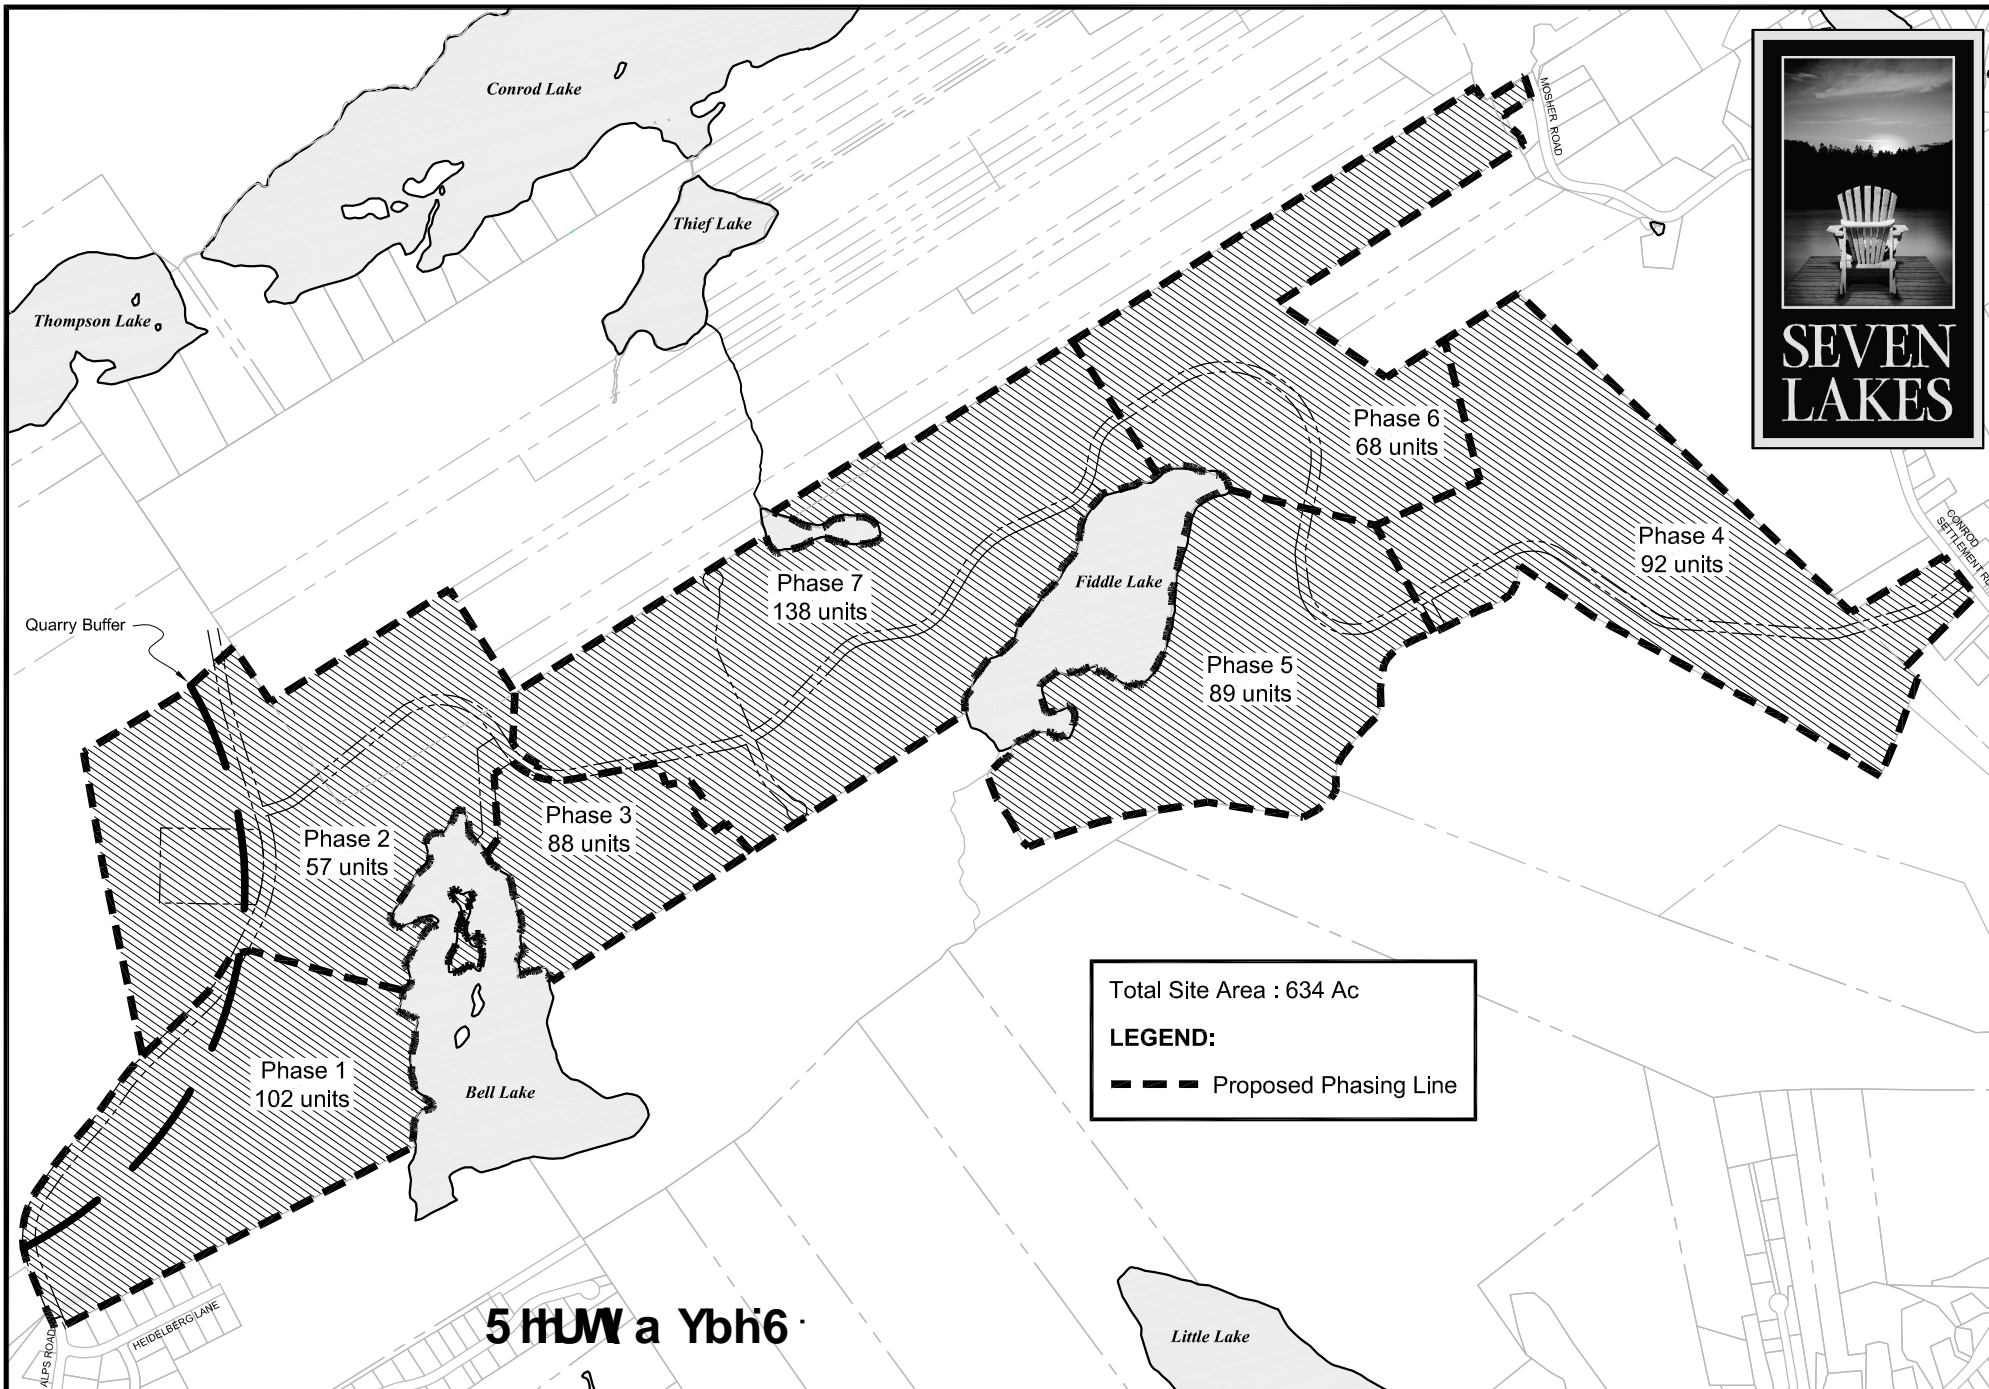 Conrod Lake
MOSHER ROAD
Thief Lake
Thompson Lake
SEVEN
LAKES
Phase 6
68 units
CONROD
SETTLEMENT
Phase 4
92 units
Phase 7
138 units
Fiddle Lake
Quarry Buffer
Phase 5
89 units
Phase 3
88 units
Phase 2
57 units
Total Site Area : 634 Ac
LEGEND:
Proposed Phasing Line
Phase 1
102 units
Bell Lake
HEIDELBERG LANE
ALPS ROAD
Little Lake